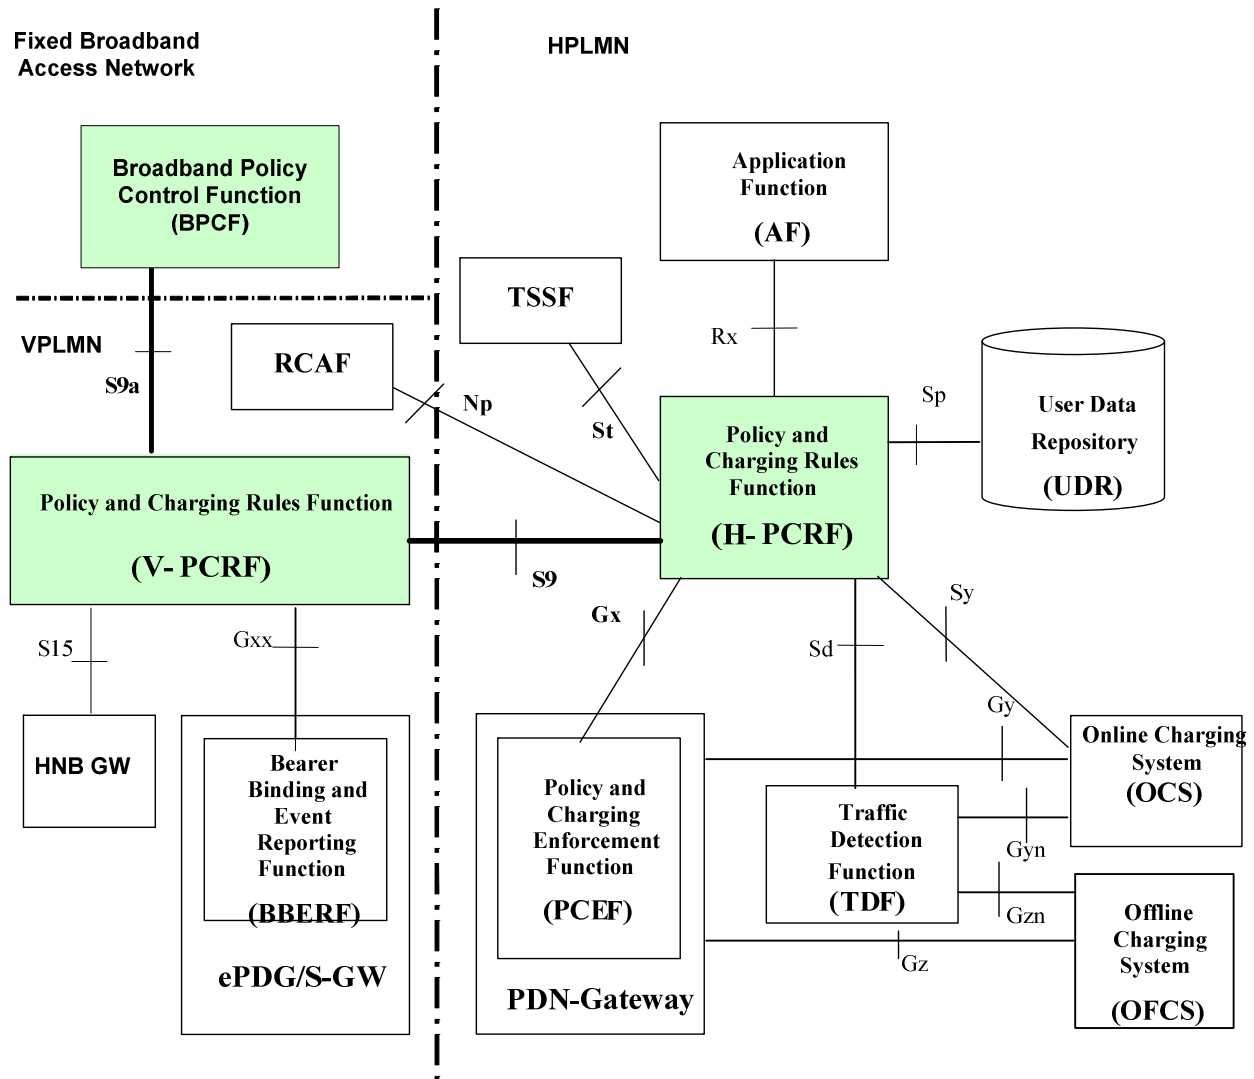 Fixed Broadband
Access Network
HPLMN
Broadband Policy
Control Function
(BPCF)
Application
Function
(AF)
TSSF
Rx
VPLMN
RCAF
S9a
Np
St
Sp
User Data
Repository
(UDR)
Policy and
Charging Rules
Function
(H- PCRF)
Policy and Charging Rules Function
(V- PCRF)
S9
S15
Gxx
Gx
Sd
Sy
Gy
HNB GW
Bearer
Binding and
Event
Reporting
Function
(BBERF)
ePDG/S-GW
Policy and
Charging
Enforcement
Function
(PCEF)
PDN-Gateway
Traffic
Detection
Function
(TDF)
Online Charging
System
(OCS)
Gyn
Gzn
Gz
Offline
Charging
System
(OFCS)